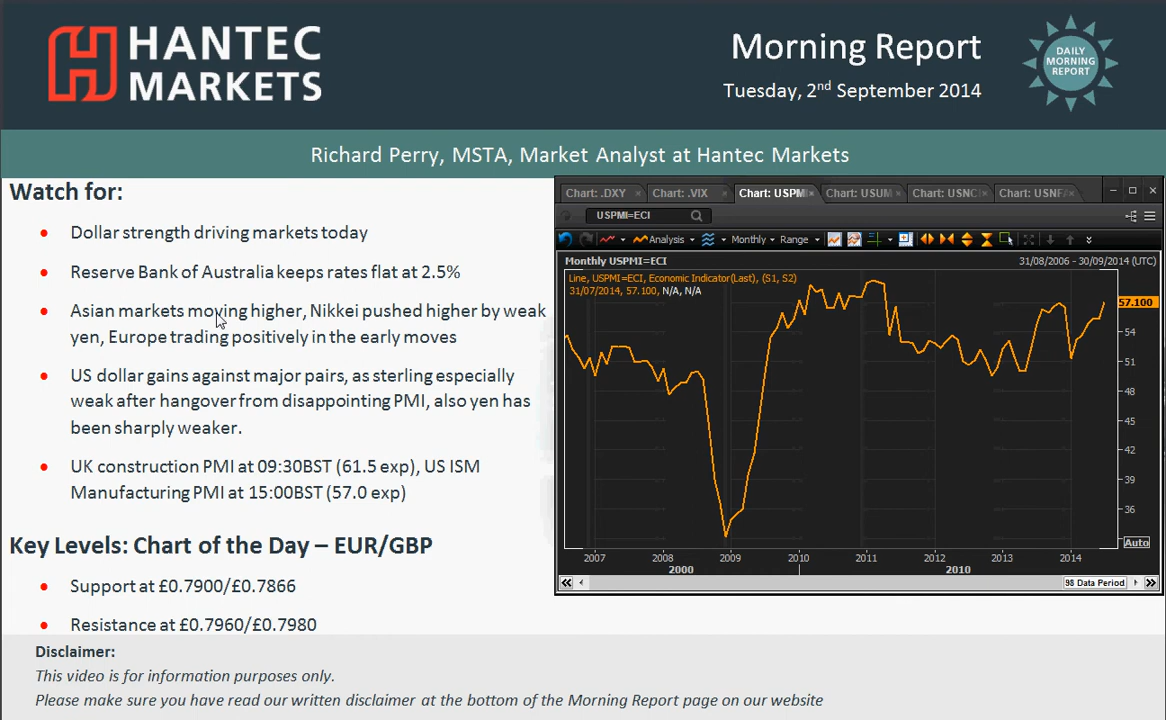 HANTEC
MARKETS
Morning Report
Tuesday, 2nd September 2014
DAILY
MORNING
REPORT
Richard Perry, MSTA, Market Analyst at Hantec Markets
Watch for:
Dollar strength driving markets today
Reserve Bank of Australia keeps rates flat at 2.5%
Asian markets moving higher, Nikkei pushed higher by weak
yen, Europe trading positively in the early moves
US dollar gains against major pairs, as sterling especially
weak after hangover from disappointing PMI, also yen has
been sharply weaker.
UK construction PMI at 09:30BST (61.5 exp), US ISM
Manufacturing PMI at 15:00BST (57.0 exp)
Key Levels: Chart of the Day – EUR/GBP
Support at £0.7900/£0.7866
Resistance at £0.7960/£0.7980
Chart: .DXY Chart: .VIX Chart: USPMI Chart: USUM Chart: USNC Chart: USNF
USPMI=ECI
Analysis Monthly Range
Monthly USPMI=ECI 31/08/2006 - 30/09/2014 (UTC)
Line, USPMI=ECI, Economic Indicator(Last), (S1, S2)
31/07/2014, 57.100, N/A, N/A
57.100
54
51
48
45
42
39
36
Auto
2007 2008 2009 2010 2011 2012 2013 2014
2000 2010
98 Data Period
Disclaimer:
This video is for information purposes only.
Please make sure you have read our written disclaimer at the bottom of the Morning Report page on our website